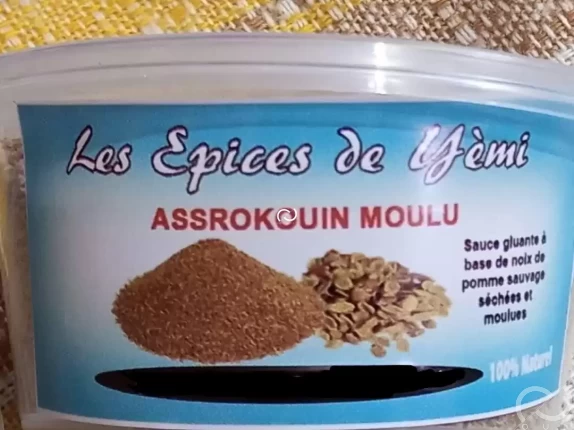 Les Epices de Yèmi
ASSROKOUIN MOULU
Sauce gluante à
base de noix de
pomme sauvage
séchées et
moulues
100% Naturel